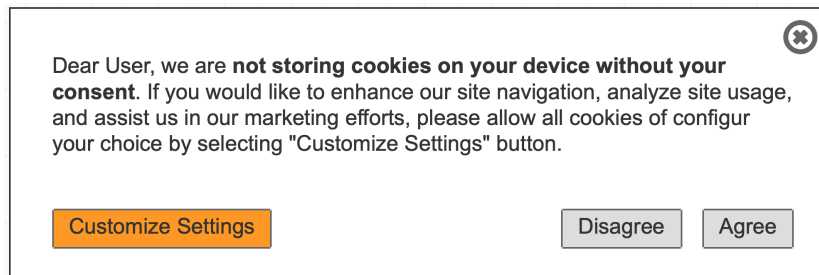 Dear User, we are not storing cookies on your device without your
consent. If you would like to enhance our site navigation, analyze site usage,
and assist us in our marketing efforts, please allow all cookies of configur
your choice by selecting "Customize Settings" button.
Customize Settings Disagree Agree